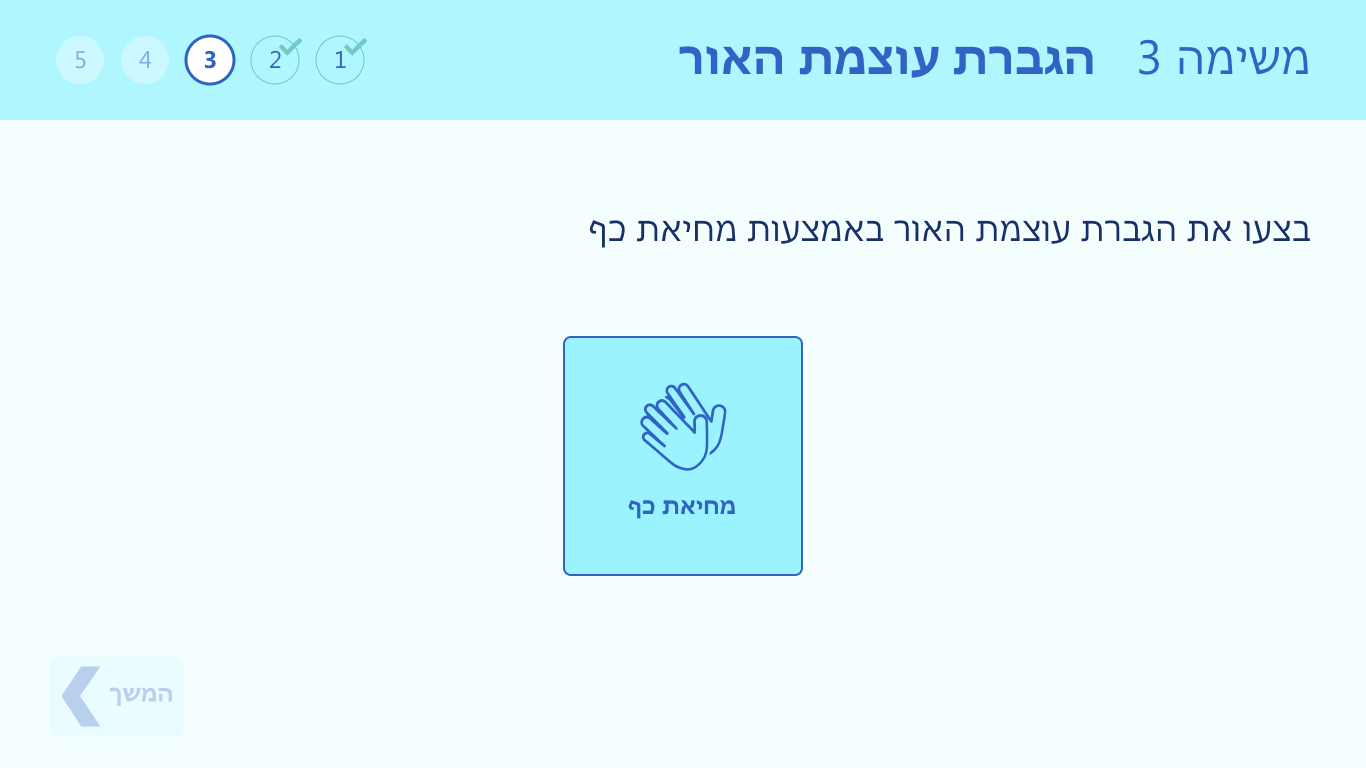 משימה 3 הגברת עוצמת האור
1 2 3 4 5
בצעו את הגברת עוצמת האור באמצעות מחיאת כף
מחיאת כף
המשך